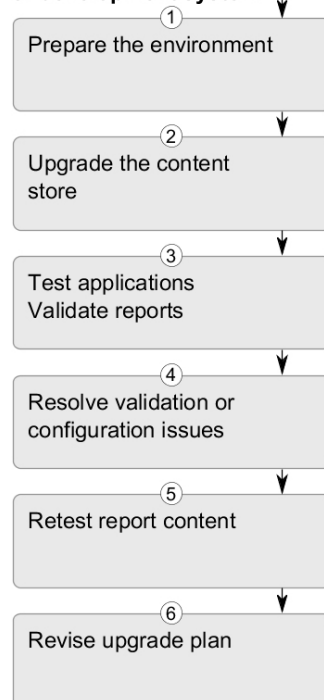 1
Prepare the environment
2
Upgrade the content
store
3
Test applications
Validate reports
4
Resolve validation or
configuration issues
5
Retest report content
6
Revise upgrade plan